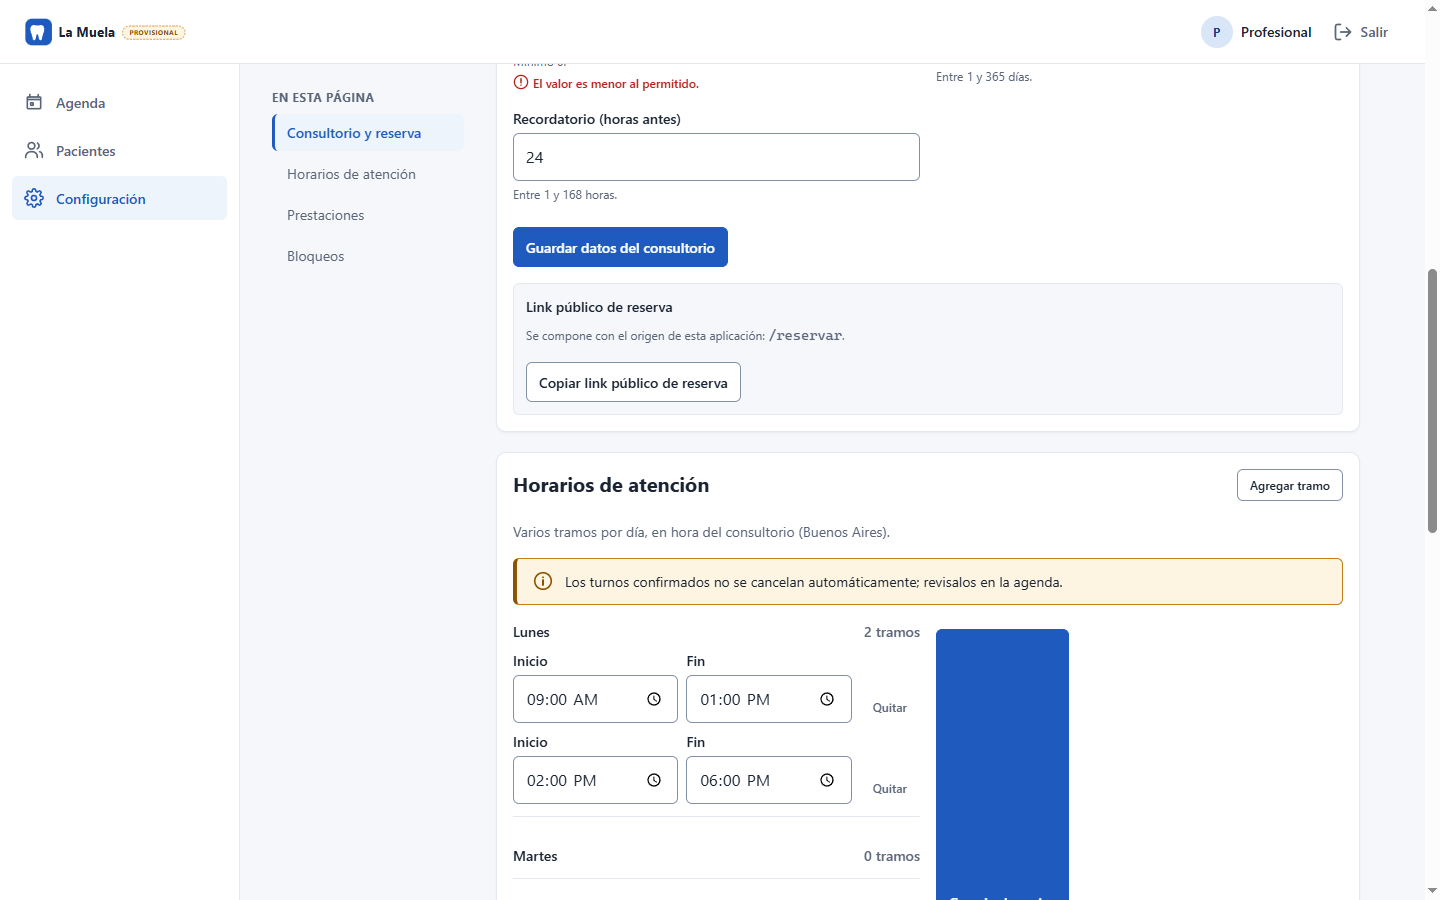 La Muela
PROVISIONAL
P
Profesional
Salir
Agenda
Pacientes
Configuración
EN ESTA PÁGINA
Consultorio y reserva
Horarios de atención
Prestaciones
Bloqueos
El valor es menor al permitido.
Entre 1 y 365 días.
Recordatorio (horas antes)
24
Entre 1 y 168 horas.
Guardar datos del consultorio
Link público de reserva
Se compone con el origen de esta aplicación: /reservar.
Copiar link público de reserva
Horarios de atención
Agregar tramo
Varios tramos por día, en hora del consultorio (Buenos Aires).
Los turnos confirmados no se cancelan automáticamente; revisalos en la agenda.
Lunes
2 tramos
Inicio
Fin
09:00 AM
01:00 PM
Quitar
Inicio
Fin
02:00 PM
06:00 PM
Quitar
Martes
0 tramos